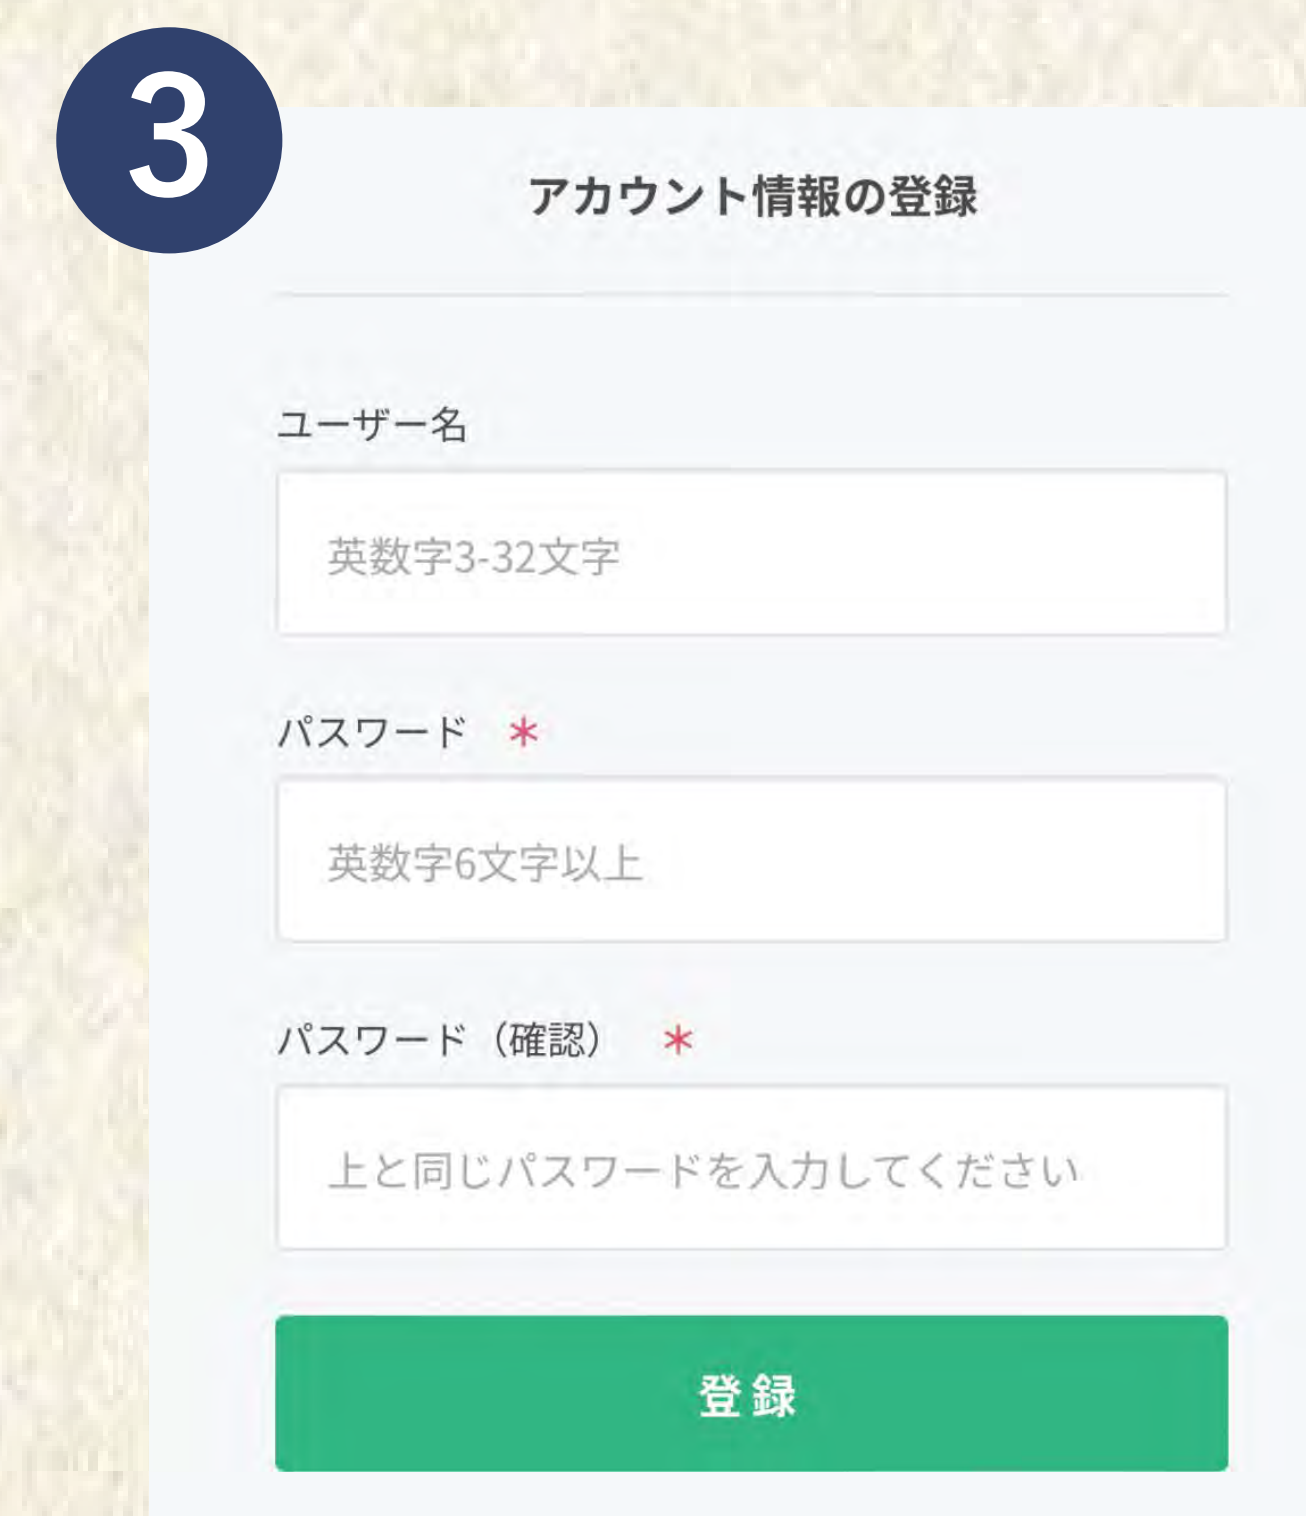 3
アカウント情報の登録
ユーザー名
英数字3-32文字
パスワード *
英数字6文字以上
パスワード（確認） *
上と同じパスワードを入力してください
登録